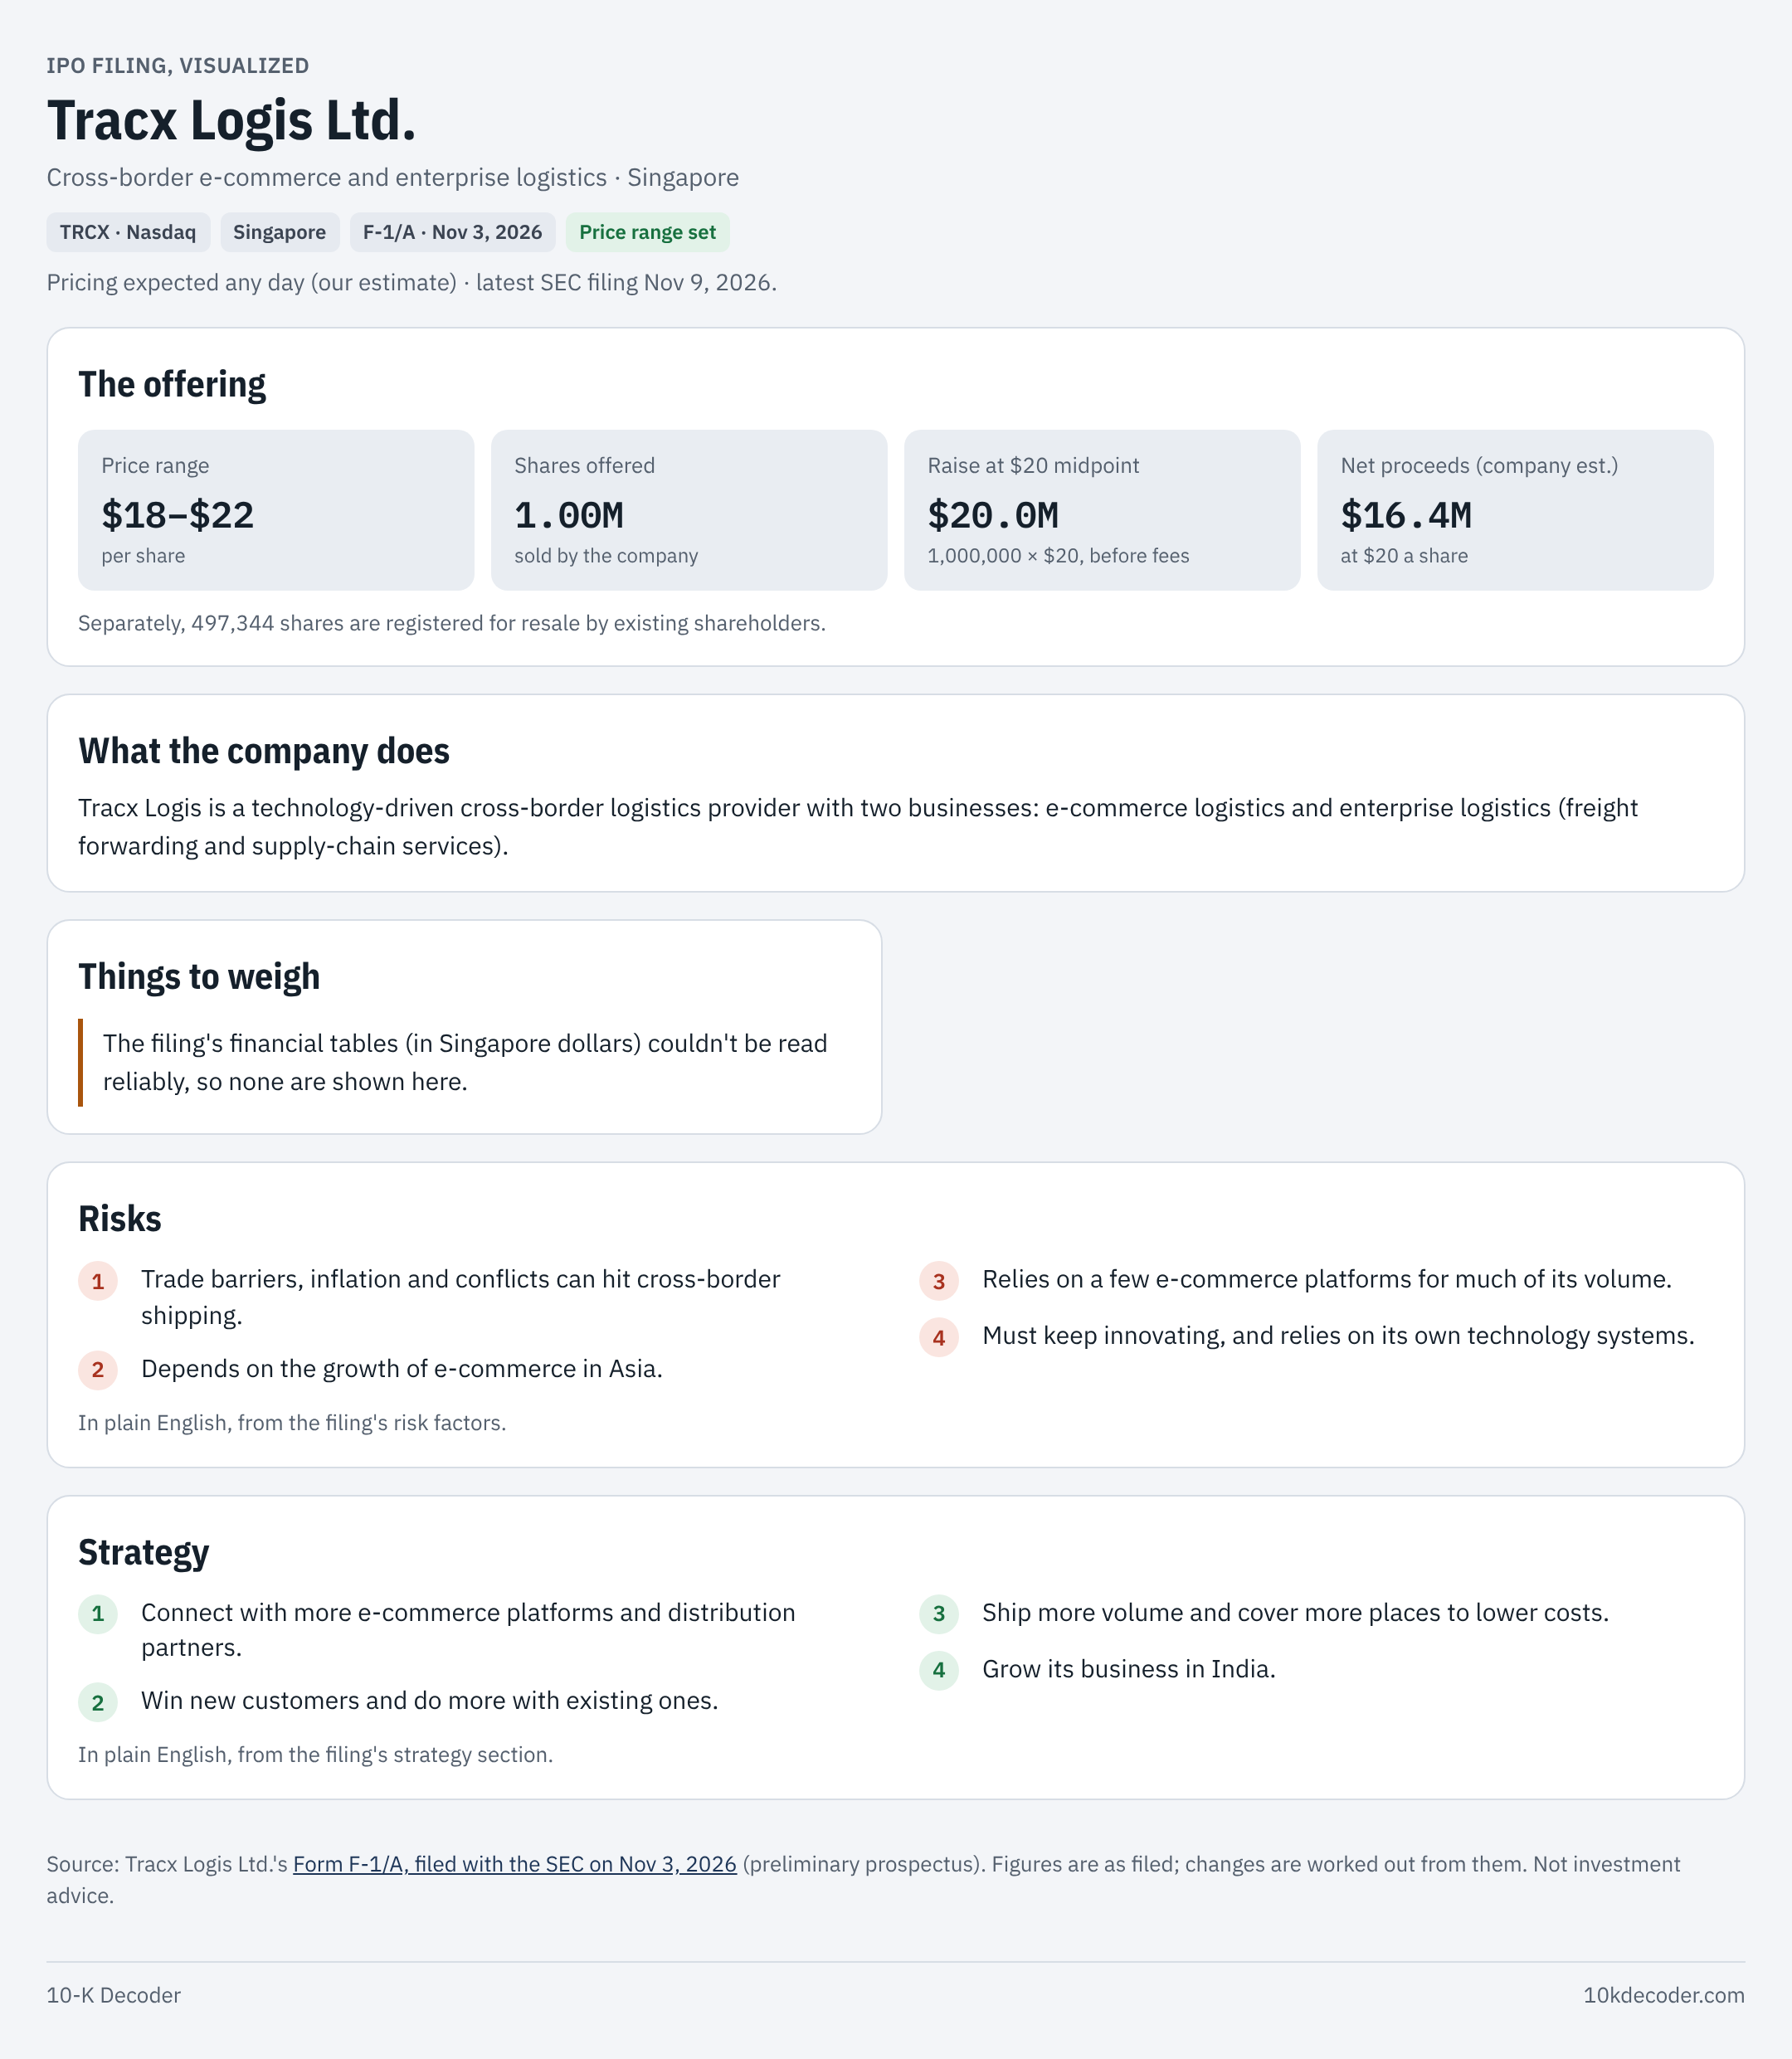 IPO FILING, VISUALIZED
Tracx Logis Ltd.
Cross-border e-commerce and enterprise logistics · Singapore
TRCX · Nasdaq
Singapore
F-1/A · Nov 3, 2026
Price range set
Pricing expected any day (our estimate) · latest SEC filing Nov 9, 2026.
The offering
Price range
$18–$22
per share
Shares offered
1.00M
sold by the company
Raise at $20 midpoint
$20.0M
1,000,000 × $20, before fees
Net proceeds (company est.)
$16.4M
at $20 a share
Separately, 497,344 shares are registered for resale by existing shareholders.
What the company does
Tracx Logis is a technology-driven cross-border logistics provider with two businesses: e-commerce logistics and enterprise logistics (freight
forwarding and supply-chain services).
Things to weigh
The filing's financial tables (in Singapore dollars) couldn't be read
reliably, so none are shown here.
Risks
1 Trade barriers, inflation and conflicts can hit cross-border
shipping.
2 Depends on the growth of e-commerce in Asia.
3 Relies on a few e-commerce platforms for much of its volume.
4 Must keep innovating, and relies on its own technology systems.
In plain English, from the filing's risk factors.
Strategy
1 Connect with more e-commerce platforms and distribution
partners.
2 Win new customers and do more with existing ones.
3 Ship more volume and cover more places to lower costs.
4 Grow its business in India.
In plain English, from the filing's strategy section.
Source: Tracx Logis Ltd.'s Form F-1/A, filed with the SEC on Nov 3, 2026 (preliminary prospectus). Figures are as filed; changes are worked out from them. Not investment
advice.
10-K Decoder
10kdecoder.com